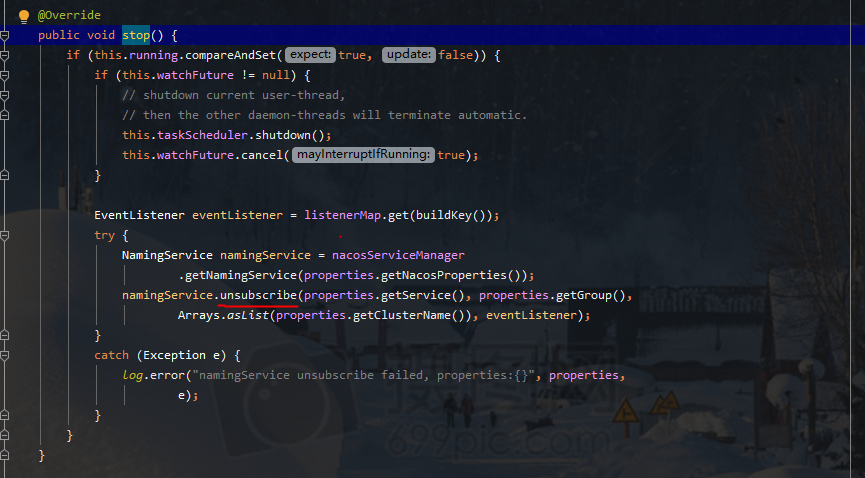 @Override
public void stop() {
if (this.running.compareAndSet( expect: true, update: false)) {
if (this.watchFuture != null) {
// shutdown current user-thread,
// then the other daemon-threads will terminate automatic.
this.taskScheduler.shutdown();
this.watchFuture.cancel( mayInterruptIfRunning: true);
}
EventListener eventListener = listenerMap.get(buildKey());
try {
NamingService namingService = nacosServiceManager
.getNamingService(properties.getNacosProperties());
namingService.unsubscribe(properties.getService(), properties.getGroup(),
Arrays.asList(properties.getClusterName()), eventListener);
}
catch (Exception e) {
log.error("namingService unsubscribe failed, properties:{}", properties,
e);
}
}
}
699pic.com